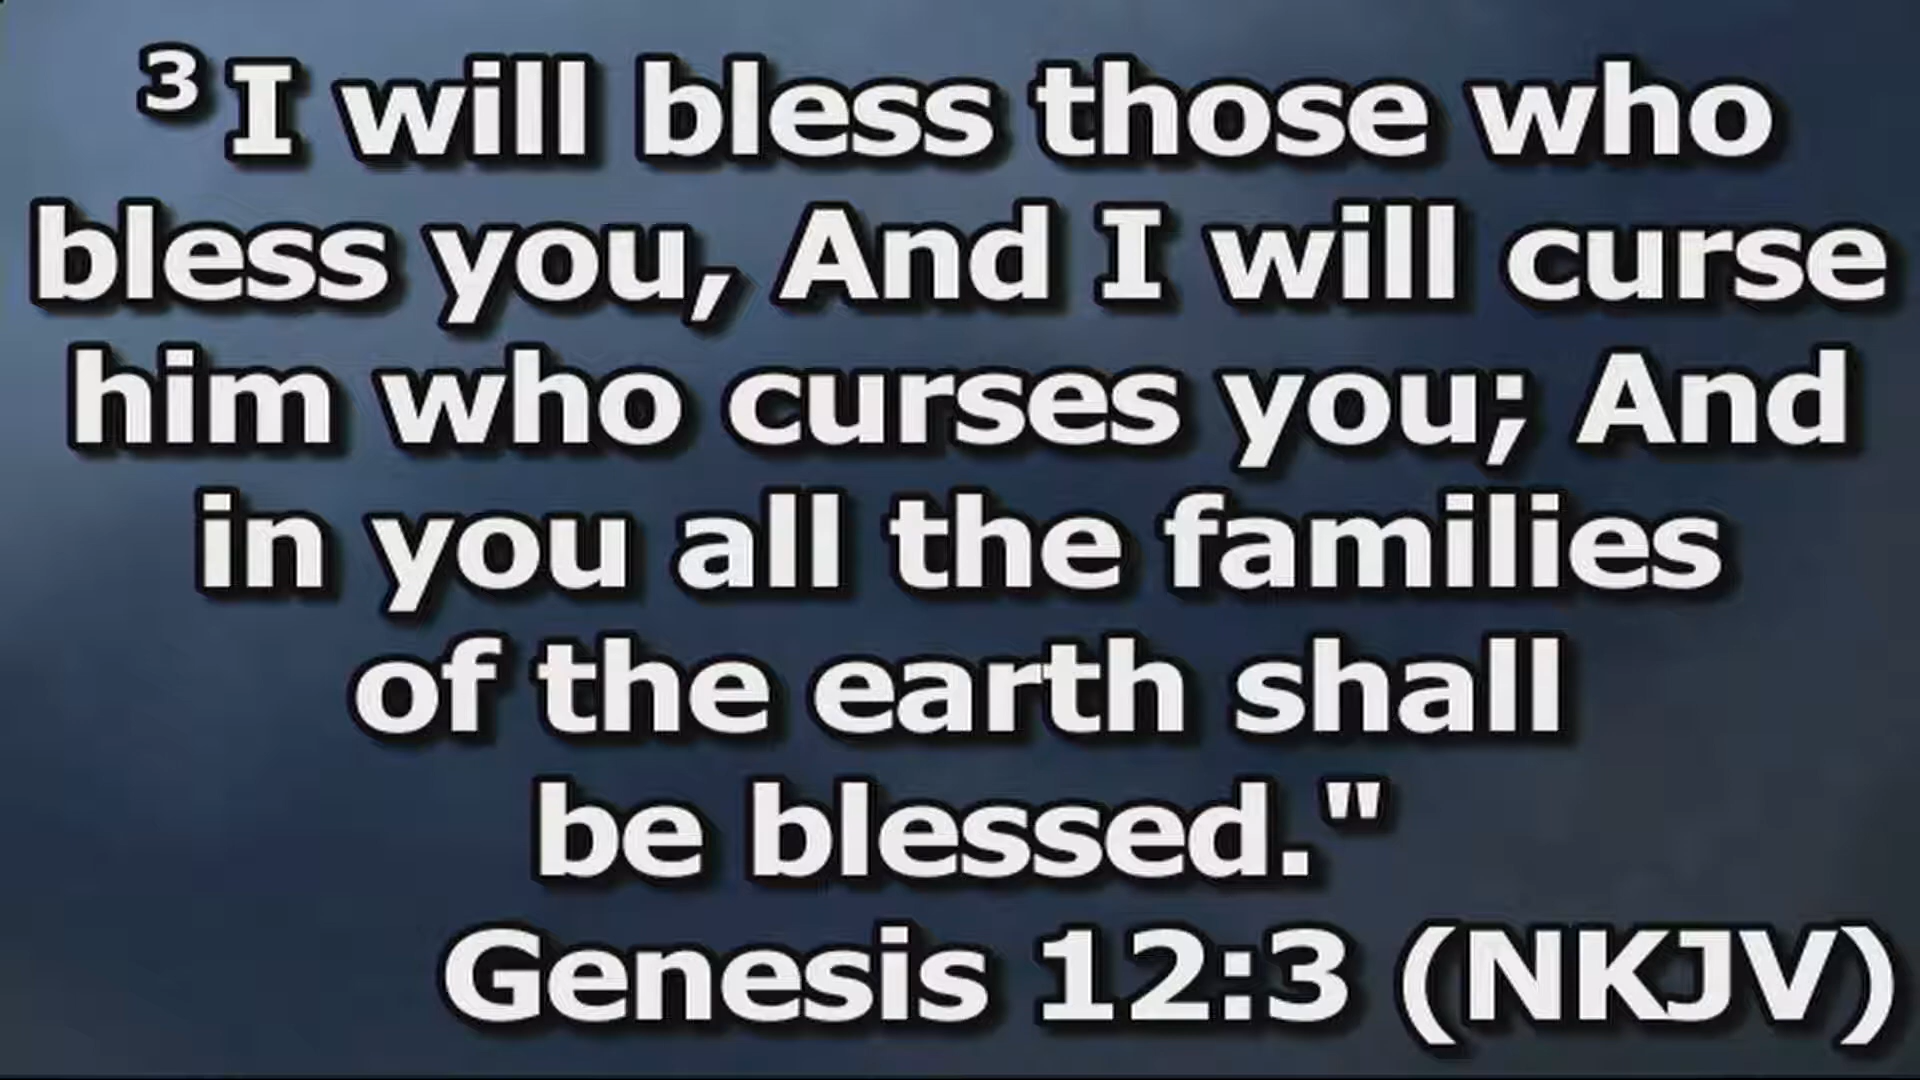 ³I will bless those who
bless you, And I will curse
him who curses you; And
in you all the families
of the earth shall
be blessed."
Genesis 12:3 (NKJV)